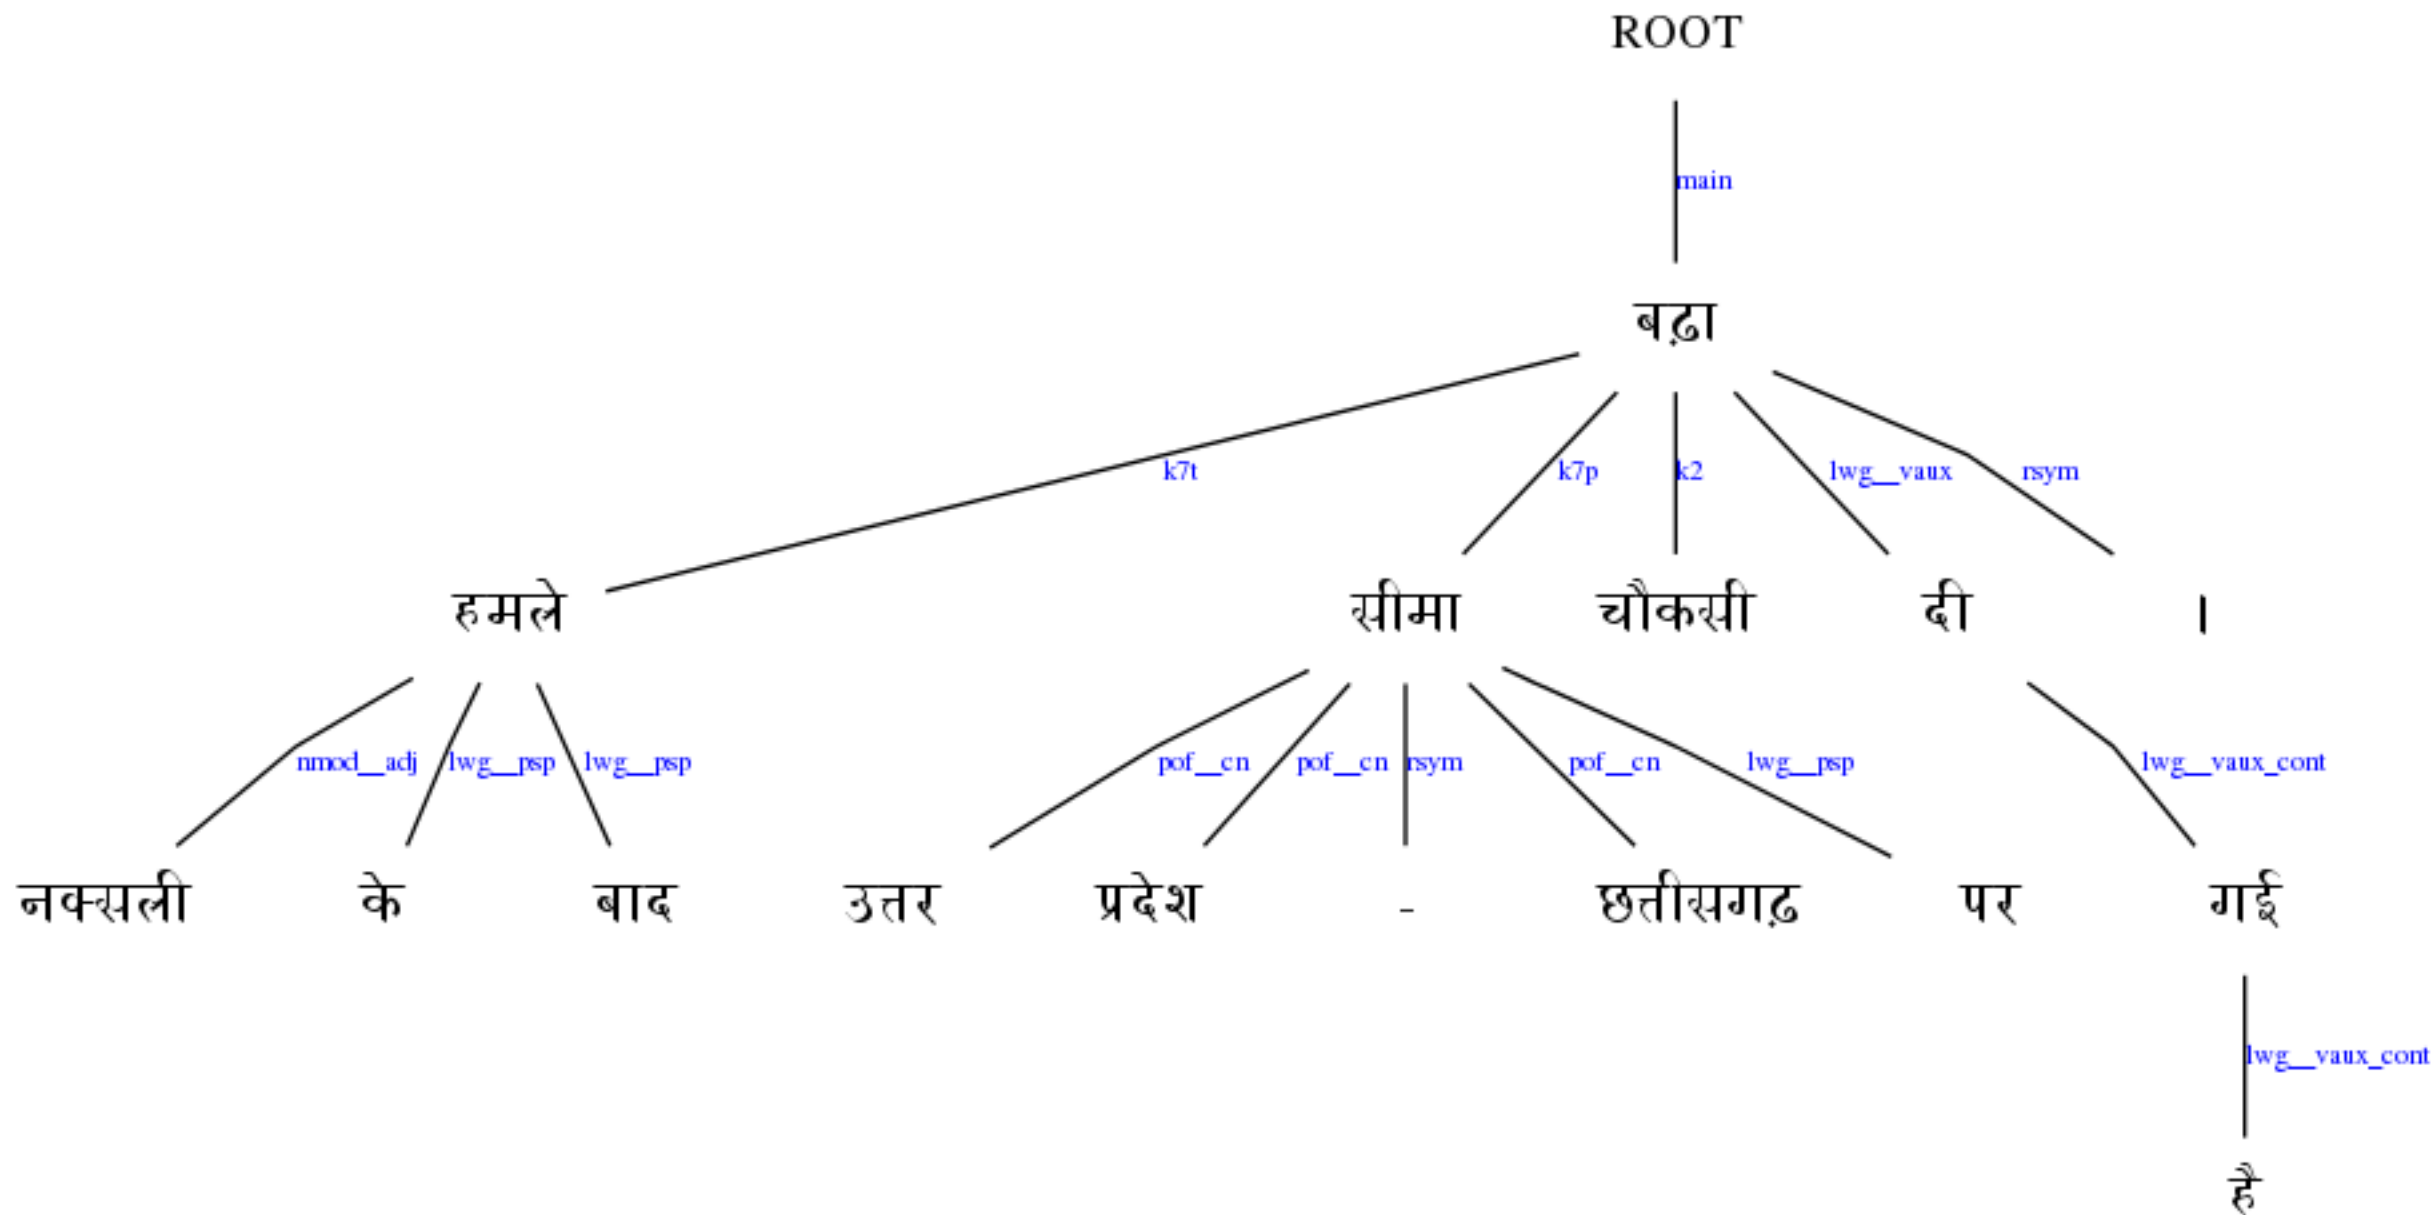 ROOT
main
बढ़ा
k7t k7p k2 lwg__vaux rsym
हमले सीमा चौकसी दी ।
nmod__adj lwg__psp lwg__psp pof__cn pof__cn rsym pof__cn lwg__psp lwg__vaux_cont
नक्सली के बाद उत्तर प्रदेश - छत्तीसगढ़ पर गई
lwg__vaux_cont
है